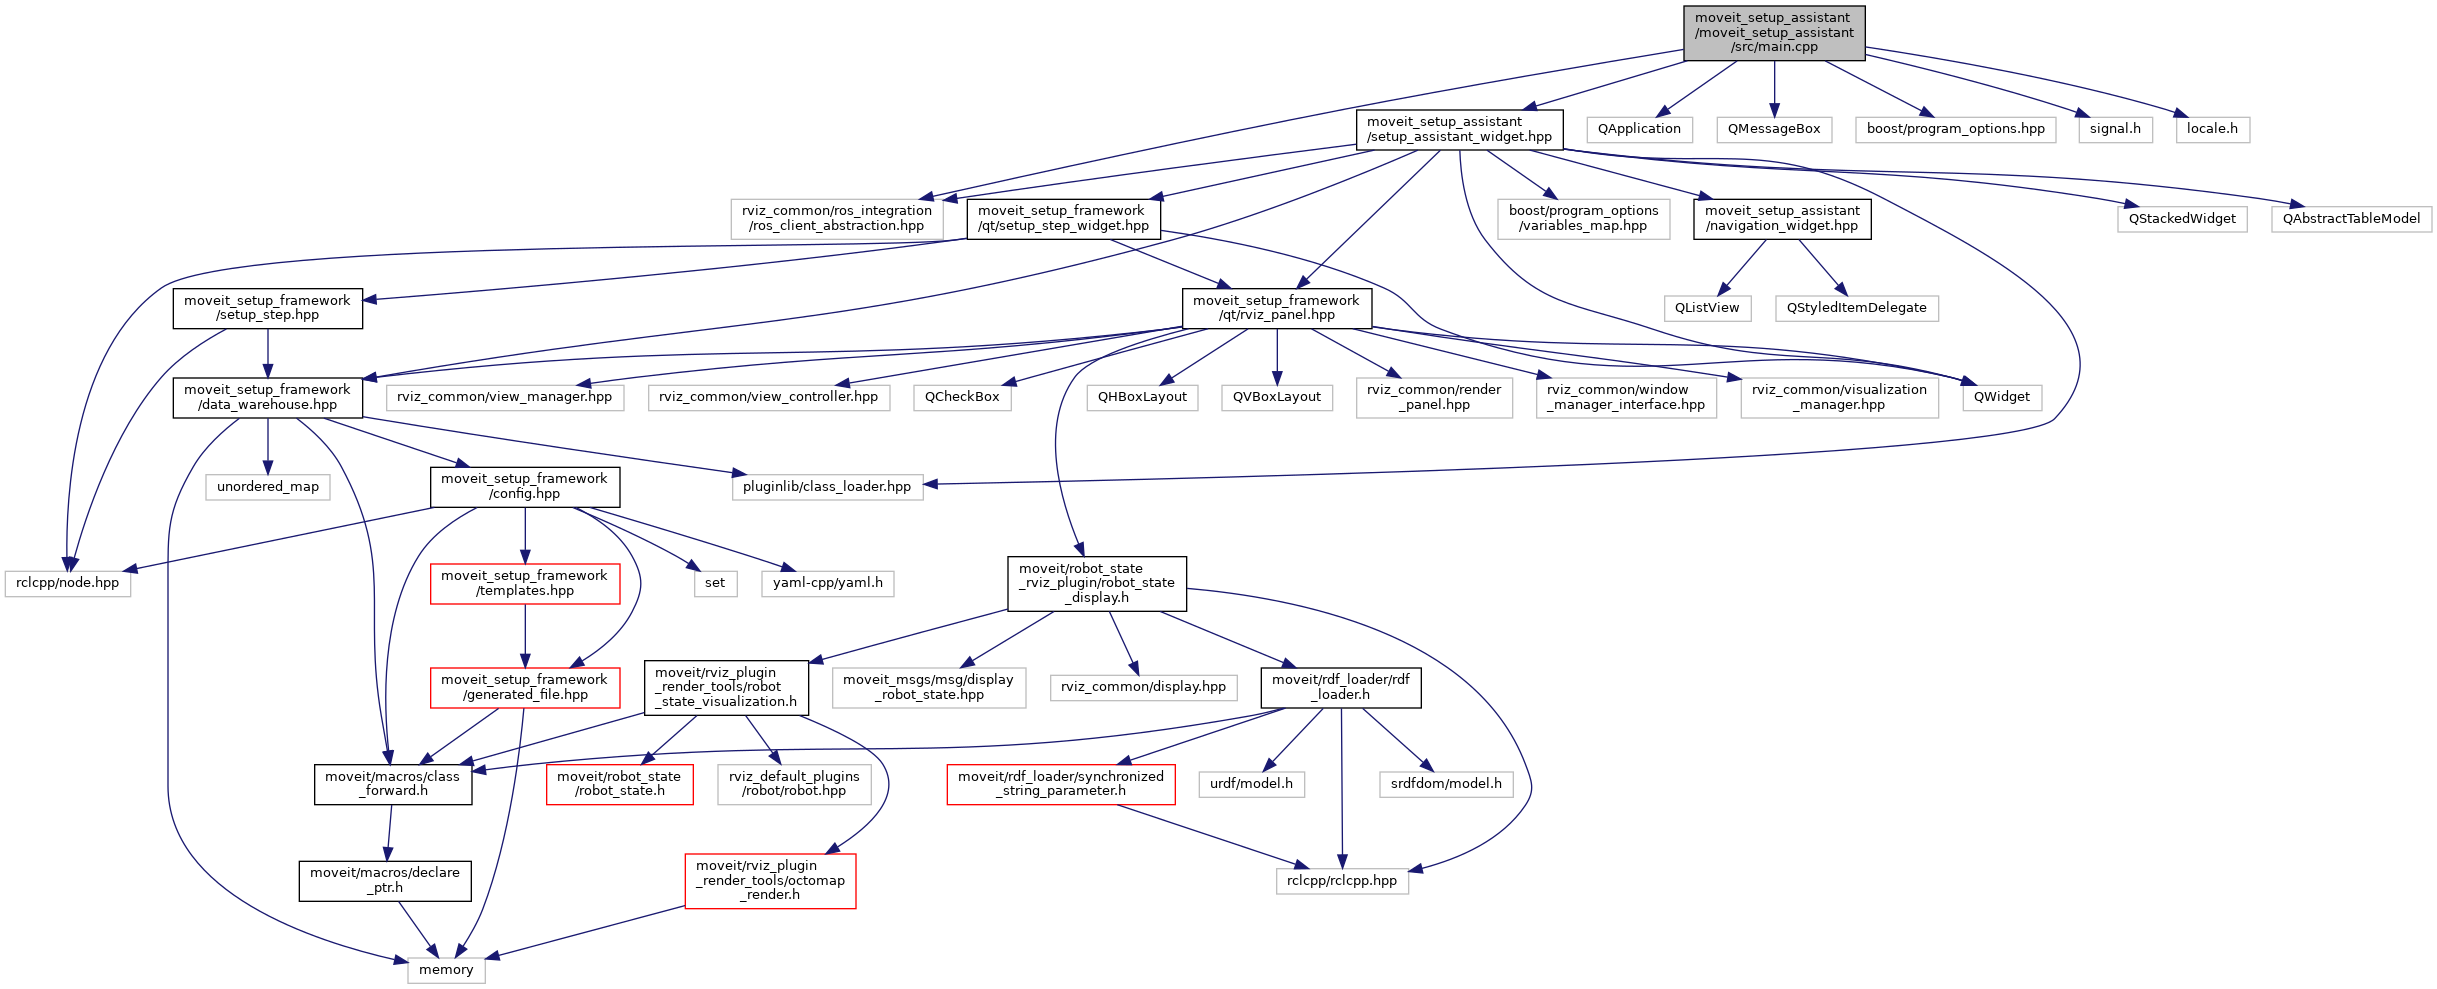 moveit_setup_assistant
/moveit_setup_assistant
/src/main.cpp
moveit_setup_assistant
/setup_assistant_widget.hpp
QApplication
QMessageBox
boost/program_options.hpp
signal.h
locale.h
rviz_common/ros_integration
/ros_client_abstraction.hpp
moveit_setup_framework
/qt/setup_step_widget.hpp
boost/program_options
/variables_map.hpp
moveit_setup_assistant
/navigation_widget.hpp
QStackedWidget
QAbstractTableModel
moveit_setup_framework
/setup_step.hpp
moveit_setup_framework
/qt/rviz_panel.hpp
QListView
QStyledItemDelegate
moveit_setup_framework
/data_warehouse.hpp
rviz_common/view_manager.hpp
rviz_common/view_controller.hpp
QCheckBox
QHBoxLayout
QVBoxLayout
rviz_common/render
_panel.hpp
rviz_common/window
_manager_interface.hpp
rviz_common/visualization
_manager.hpp
QWidget
unordered_map
moveit_setup_framework
/config.hpp
pluginlib/class_loader.hpp
rclcpp/node.hpp
moveit_setup_framework
/templates.hpp
set
yaml-cpp/yaml.h
moveit/robot_state
_rviz_plugin/robot_state
_display.h
moveit_setup_framework
/generated_file.hpp
moveit/rviz_plugin
_render_tools/robot
_state_visualization.h
moveit_msgs/msg/display
_robot_state.hpp
rviz_common/display.hpp
moveit/rdf_loader/rdf
_loader.h
moveit/macros/class
_forward.h
moveit/robot_state
/robot_state.h
rviz_default_plugins
/robot/robot.hpp
moveit/rdf_loader/synchronized
_string_parameter.h
urdf/model.h
srdfdom/model.h
moveit/macros/declare
_ptr.h
moveit/rviz_plugin
_render_tools/octomap
_render.h
rclcpp/rclcpp.hpp
memory